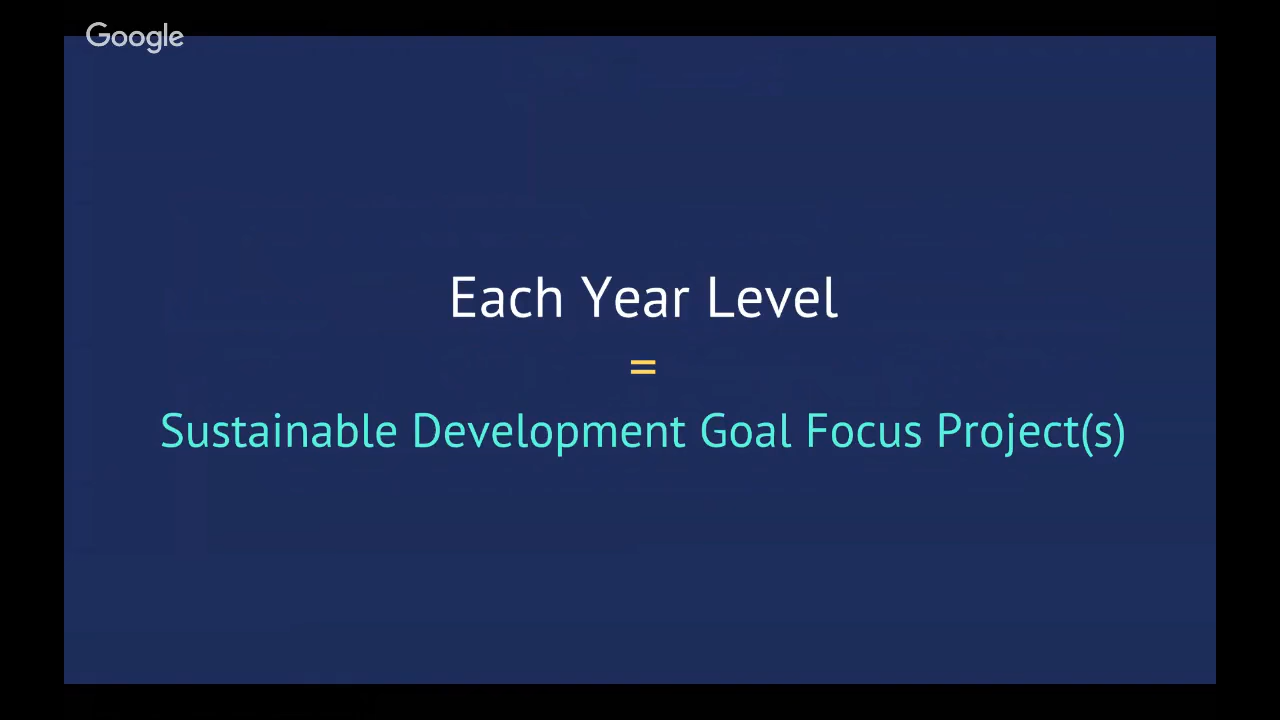 Google
Each Year Level
=
Sustainable Development Goal Focus Project(s)